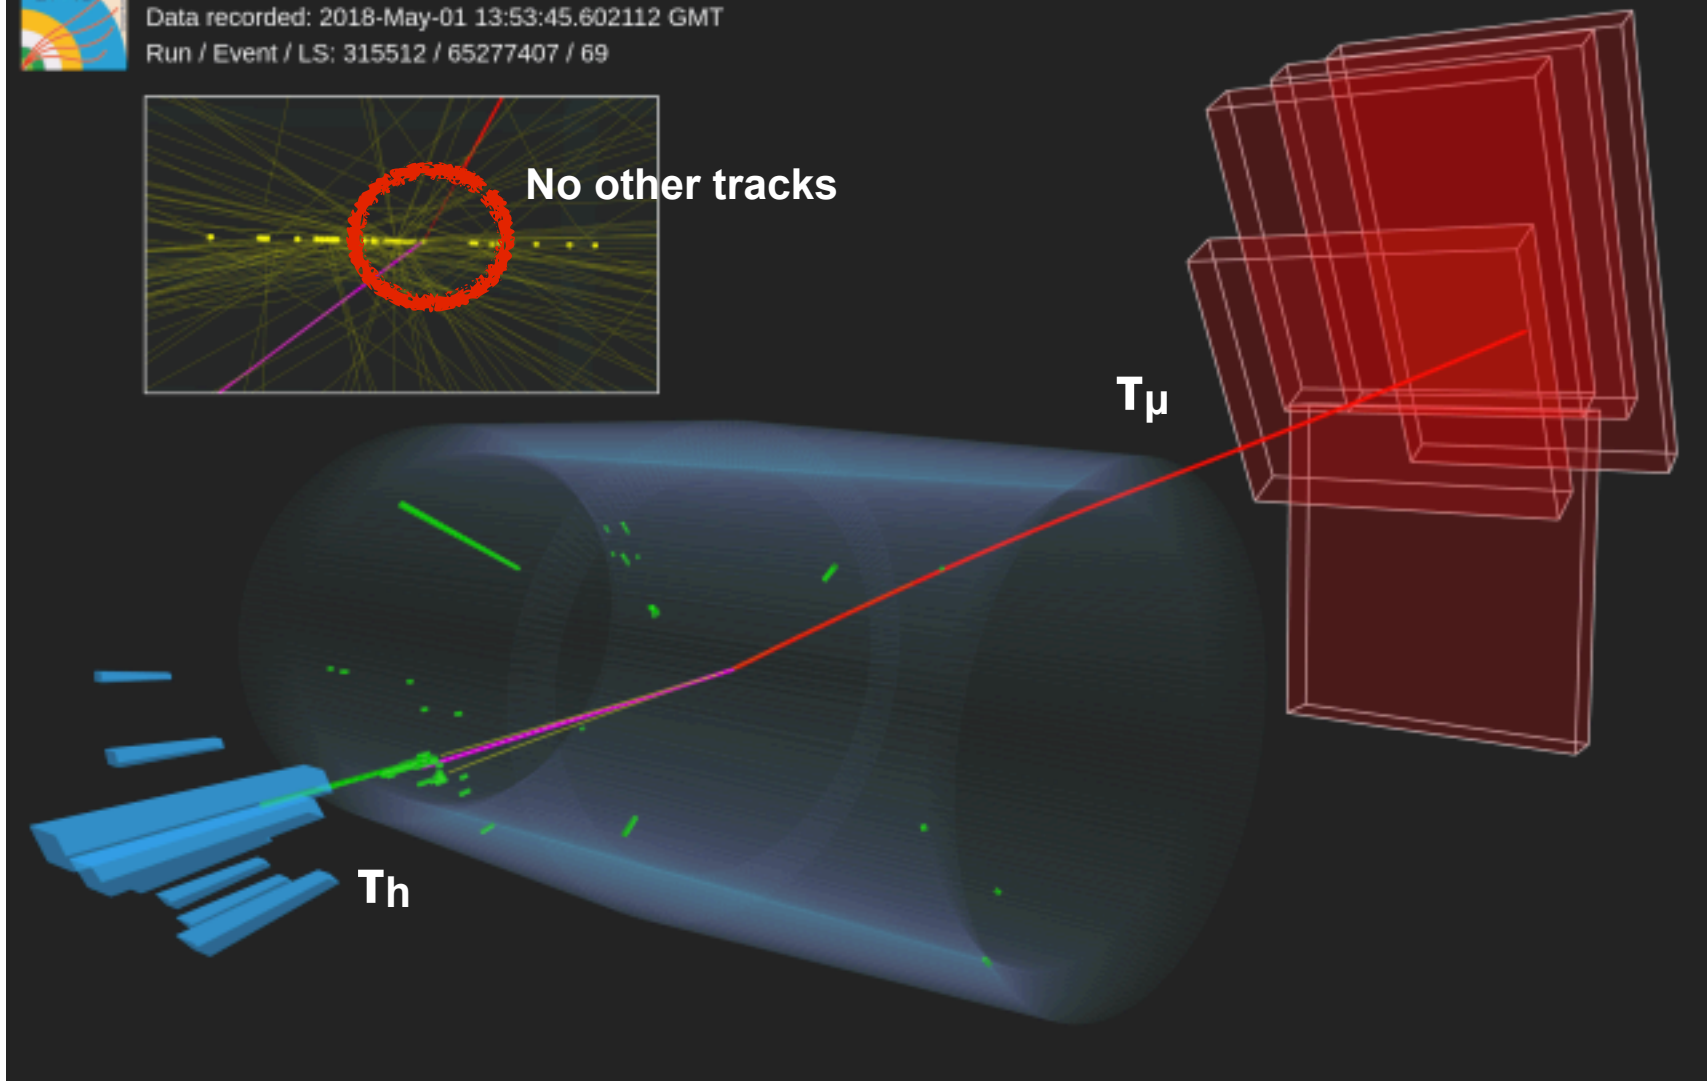 Data recorded: 2018-May-01 13:53:45.602112 GMT
Run / Event / LS: 315512 / 65277407 / 69
No other tracks
τμ
τh